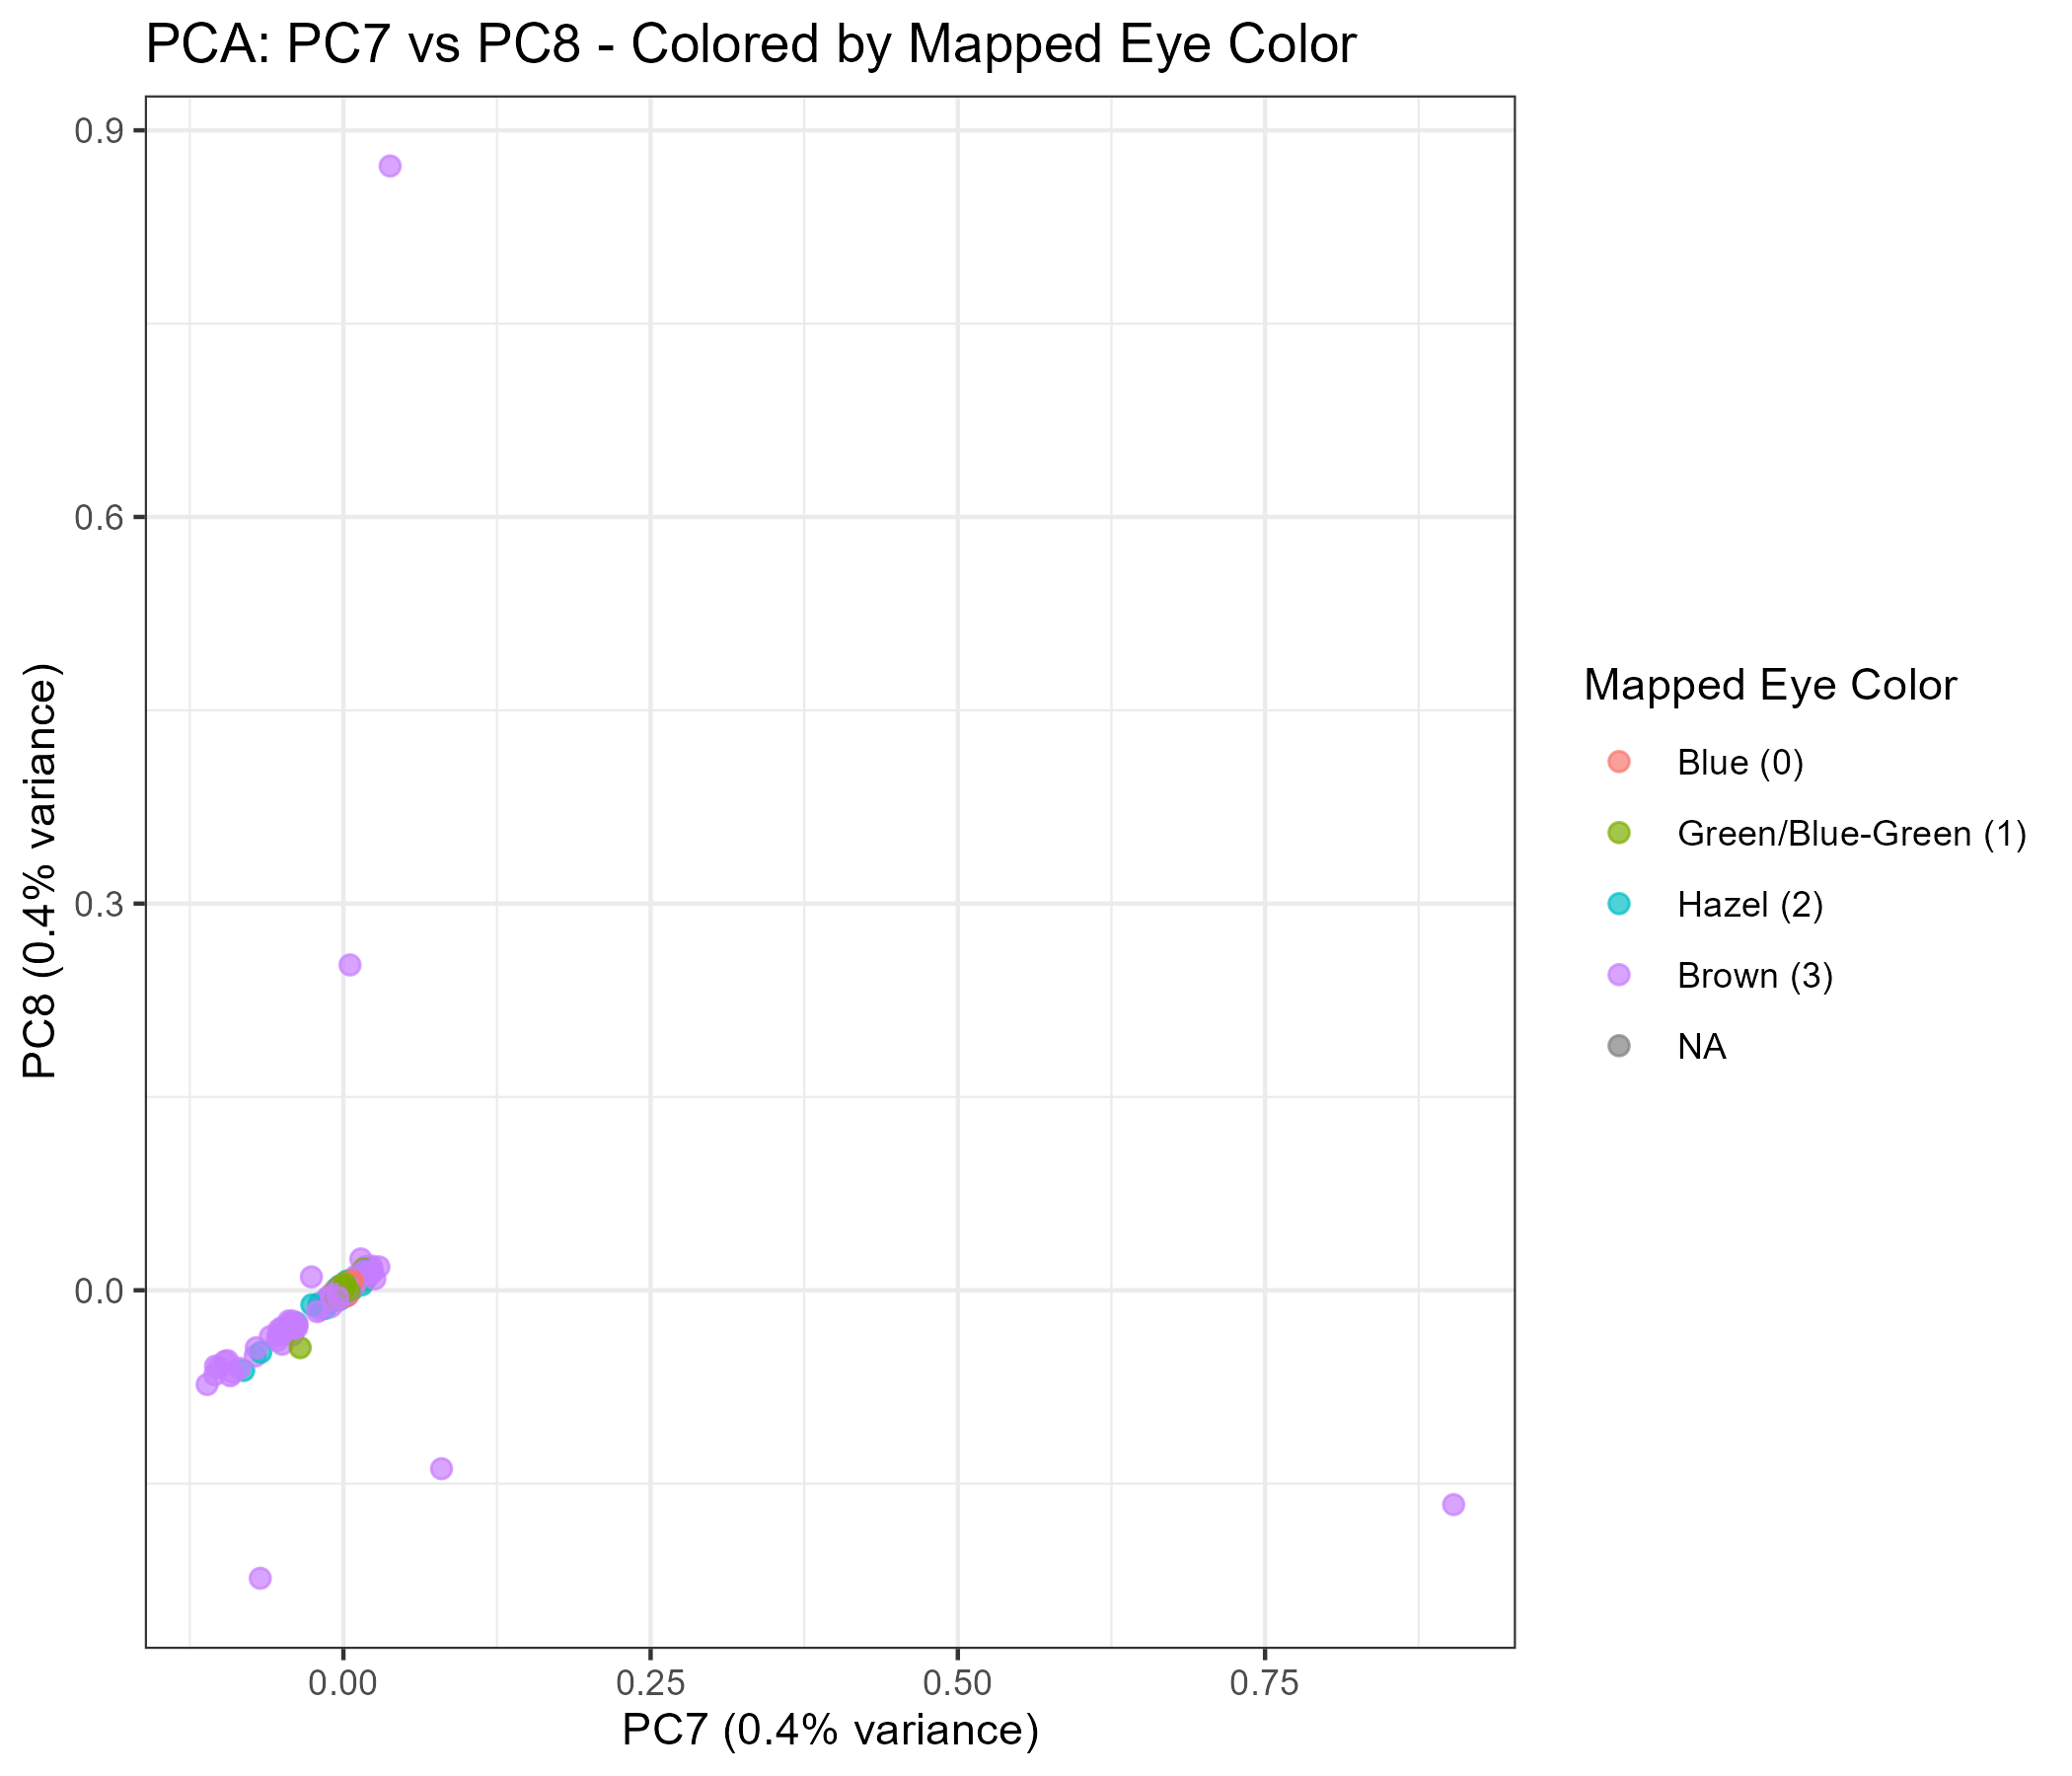 PCA: PC7 vs PC8 - Colored by Mapped Eye Color
0.9
0.6
0.3
0.0
PC8 (0.4% variance)
0.00
0.25
0.50
0.75
PC7 (0.4% variance)
Mapped Eye Color
Blue (0)
Green/Blue-Green (1)
Hazel (2)
Brown (3)
NA